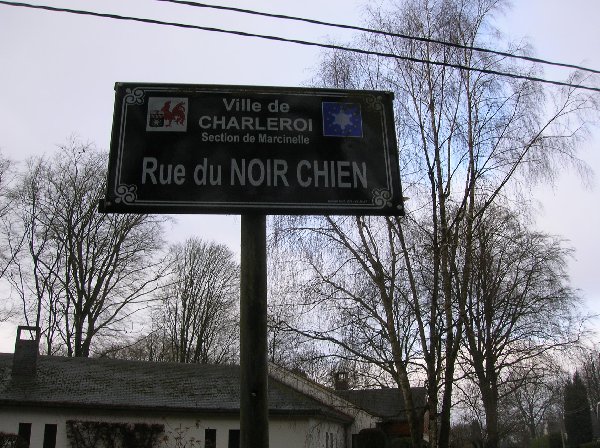 Ville de
CHARLEROI
Section de Marcinelle
Rue du NOIR CHIEN